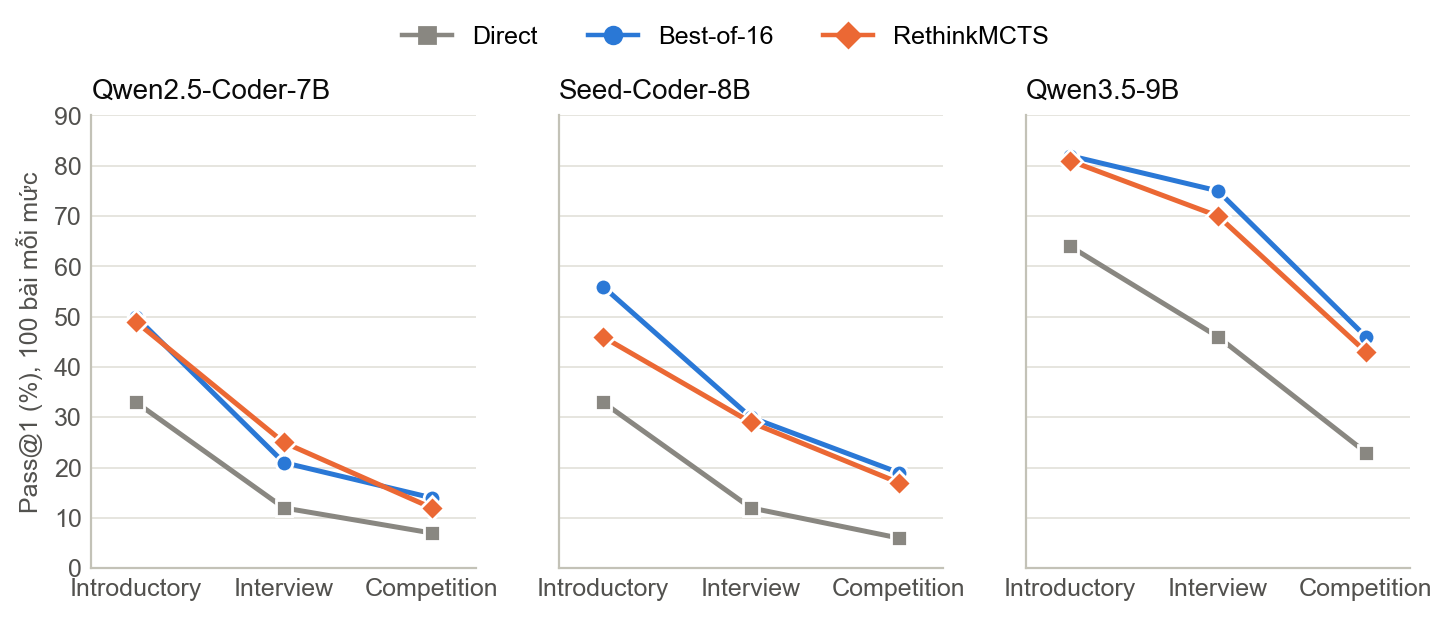 Direct Best-of-16 RethinkMCTS
Qwen2.5-Coder-7B Seed-Coder-8B Qwen3.5-9B
Pass@1 (%), 100 bài mỗi mức
90
80
70
60
50
40
30
20
10
0
Introductory Interview Competition Introductory Interview Competition Introductory Interview Competition